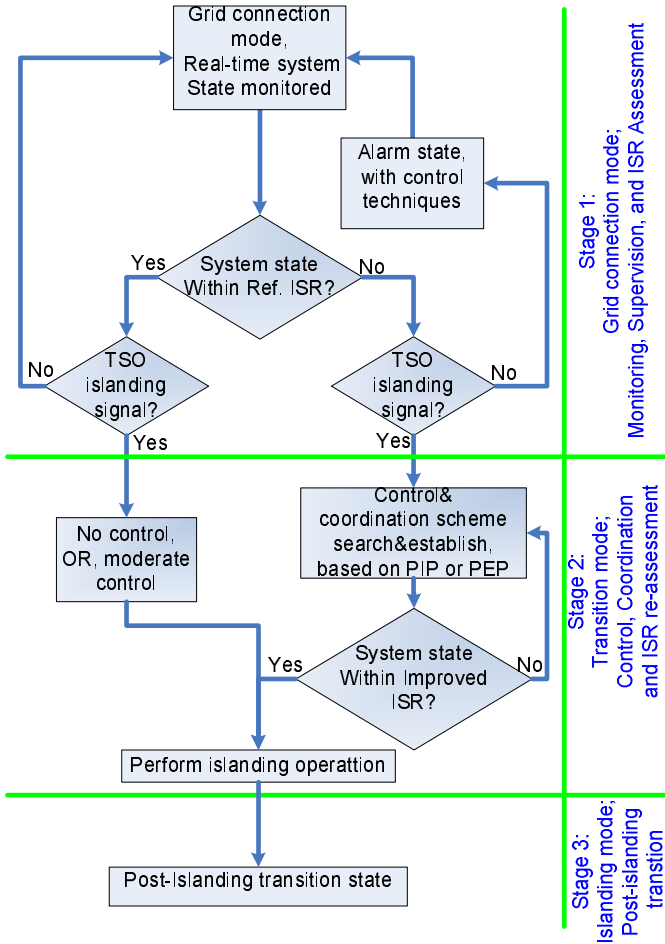 Grid connection
mode,
Real-time system
State monitored
Alarm state,
with control
techniques
System state
Within Ref. ISR?
Yes
No
TSO
islanding
signal?
No
Yes
TSO
islanding
signal?
No
Yes
Stage 1:
Grid connection mode;
Monitoring, Supervision, and ISR Assessment
No control,
OR, moderate
control
Control&
coordination scheme
search&establish,
based on PIP or PEP
System state
Within Improved
ISR?
Yes
No
Perform islanding operattion
Stage 2:
Transition mode;
Control, Coordination
and ISR re-assessment
Post-Islanding transition state
Stage 3:
Islanding mode;
Post-islanding
transtion